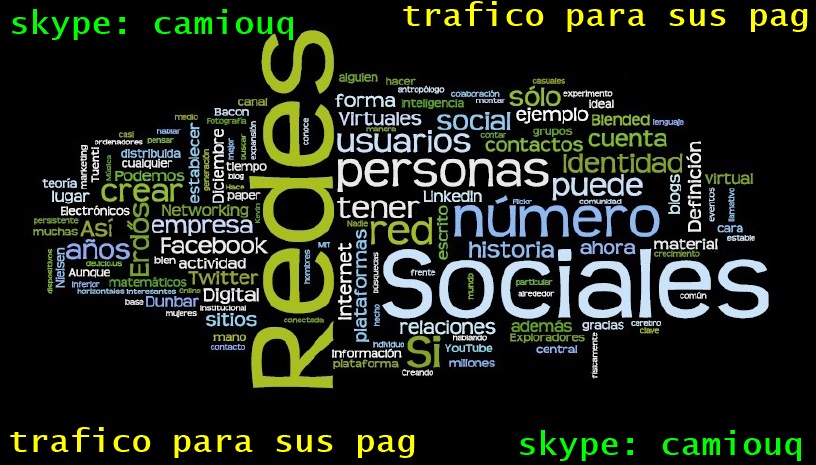 skype: camiouq
trafico para sus pag
Redes
Sociales
alguien
hacer
antropólogo
colaboración
montar
casuales
experimento
ideal
canal
forma
inteligencia
sólo
Bacon
Virtuales
social
ejemplo
Blended
lenguaje
medio
Fotografía
conoce
manera
contar
grupos
casi
hablar
usuarios
contactos
cuenta
ordenadores
pensar
buscar
expansión
mejor
establecer
Diciembre
generación
marketing
Tuenti
distribuida
cualquier
tiempo
blog
personas
identidad
Definición
teoría
Podemos
Música
Hace
Linkedin
puede
blogs
virtual
lugar
crear
paper
tener
Flickr
comunidad
eventos
llamativo
persistente
Electrónicos
Networking
Kevin
Nadie
escrito
número
cara
muchas
Así
Erdős
empresa
MIT
red
estable
años
Facebook
historia
ahora
material
dispositivos
Nielsen
delicio.us
bien
actividad
hombres
Internet
plataformas
búsquedas
frente
mundo
particular
crecimiento
Aunque
matemáticos
Twitter
alrededor
inferior
horizontales
interesantes
Online
Digital
hecho
común
base
Dunbar
institucional
mujeres
sitios
conectada
relaciones
además
gracias
cerebro
clave
mano
individuo
hablando
Exploradores
contacto
Información
Si
YouTube
central
físicamente
plataforma
millones
Creando
trafico para sus pag
skype: camiouq